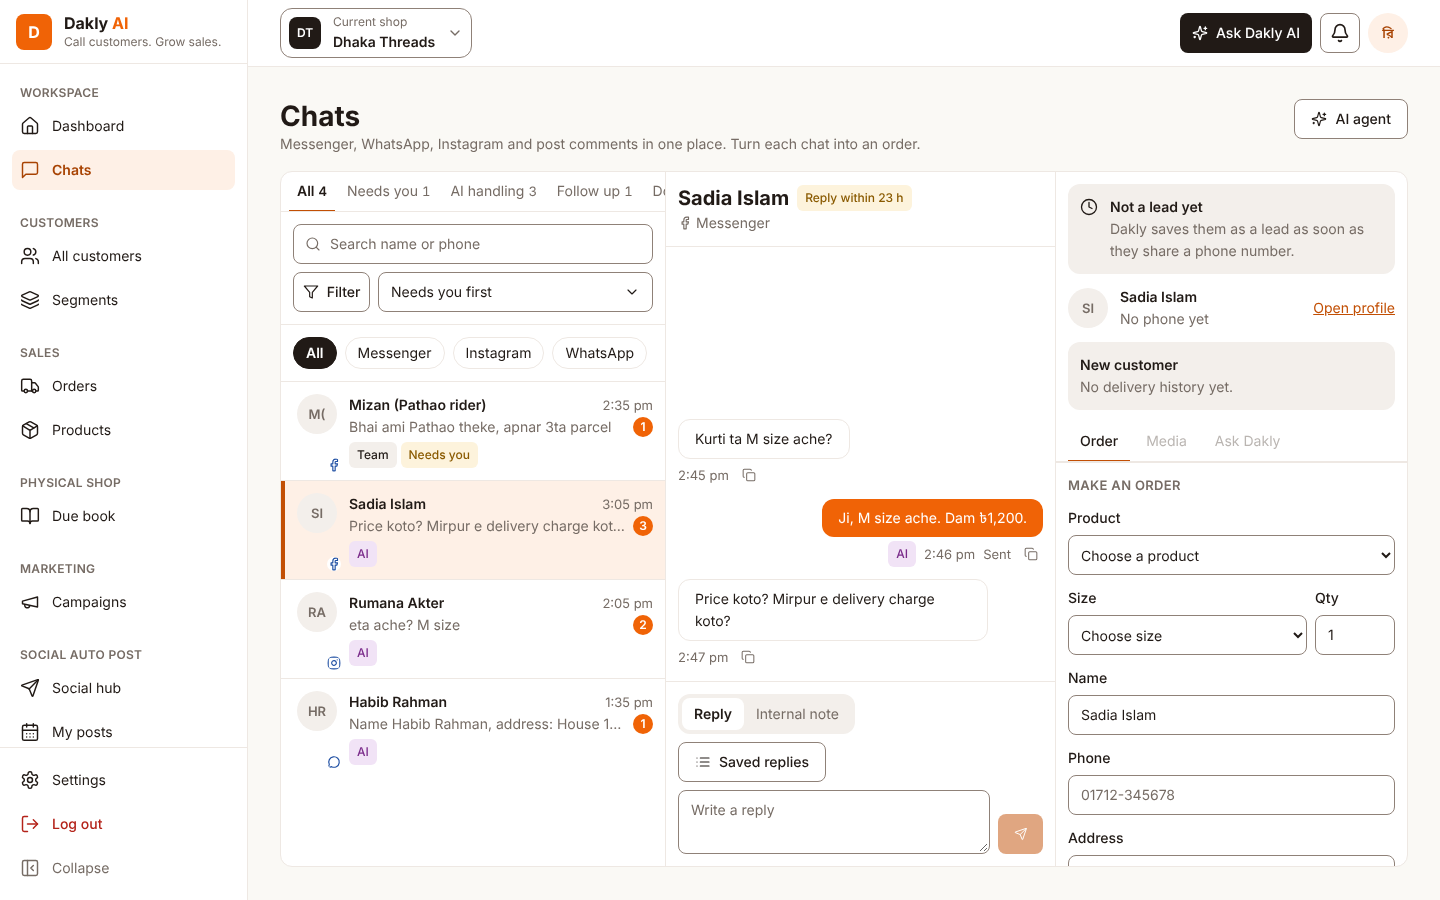 D
Dakly AI
Call customers. Grow sales.
WORKSPACE
Dashboard
Chats
CUSTOMERS
All customers
Segments
SALES
Orders
Products
PHYSICAL SHOP
Due book
MARKETING
Campaigns
SOCIAL AUTO POST
Social hub
My posts
Settings
Log out
Collapse
DT
Current shop
Dhaka Threads
Ask Dakly AI
রি
Chats
Messenger, WhatsApp, Instagram and post comments in one place. Turn each chat into an order.
AI agent
All 4 Needs you 1 AI handling 3 Follow up 1
Search name or phone
Filter
Needs you first
All Messenger Instagram WhatsApp
M(
Mizan (Pathao rider) 2:35 pm
Bhai ami Pathao theke, apnar 3ta parcel 1
Team Needs you
SI
Sadia Islam 3:05 pm
Price koto? Mirpur e delivery charge kot... 3
AI
RA
Rumana Akter 2:05 pm
eta ache? M size 2
AI
HR
Habib Rahman 1:35 pm
Name Habib Rahman, address: House 1... 1
AI
Sadia Islam Reply within 23 h
Messenger
Kurti ta M size ache?
2:45 pm
Ji, M size ache. Dam ৳1,200.
AI 2:46 pm Sent
Price koto? Mirpur e delivery charge
koto?
2:47 pm
Reply Internal note
Saved replies
Write a reply
Not a lead yet
Dakly saves them as a lead as soon as
they share a phone number.
SI
Sadia Islam
No phone yet
Open profile
New customer
No delivery history yet.
Order Media Ask Dakly
MAKE AN ORDER
Product
Choose a product
Size Qty
Choose size 1
Name
Sadia Islam
Phone
01712-345678
Address